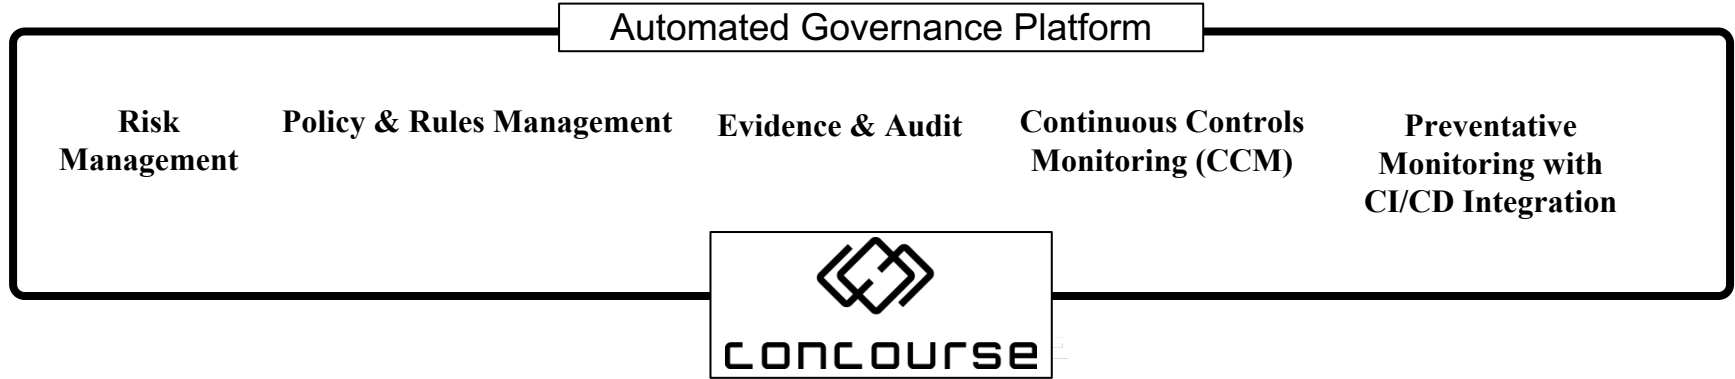 Automated Governance Platform
Risk
Management
Policy & Rules Management
Evidence & Audit
Continuous Controls
Monitoring (CCM)
Preventative
Monitoring with
CI/CD Integration
concourse